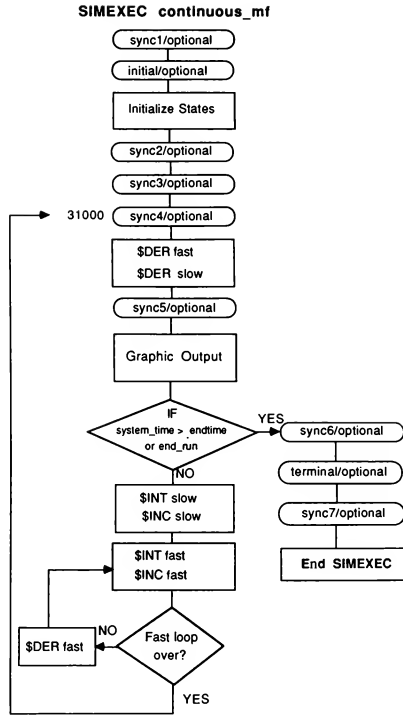 SIMEXEC continuous_mf
sync1/optional
initial/optional
Initialize States
sync2/optional
sync3/optional
31000 sync4/optional
$DER fast
$DER slow
sync5/optional
Graphic Output
IF
system_time > endtime
or end_run
YES
sync6/optional
terminal/optional
sync7/optional
End SIMEXEC
NO
$INT slow
$INC slow
$INT fast
$INC fast
NO
$DER fast
Fast loop
over?
YES